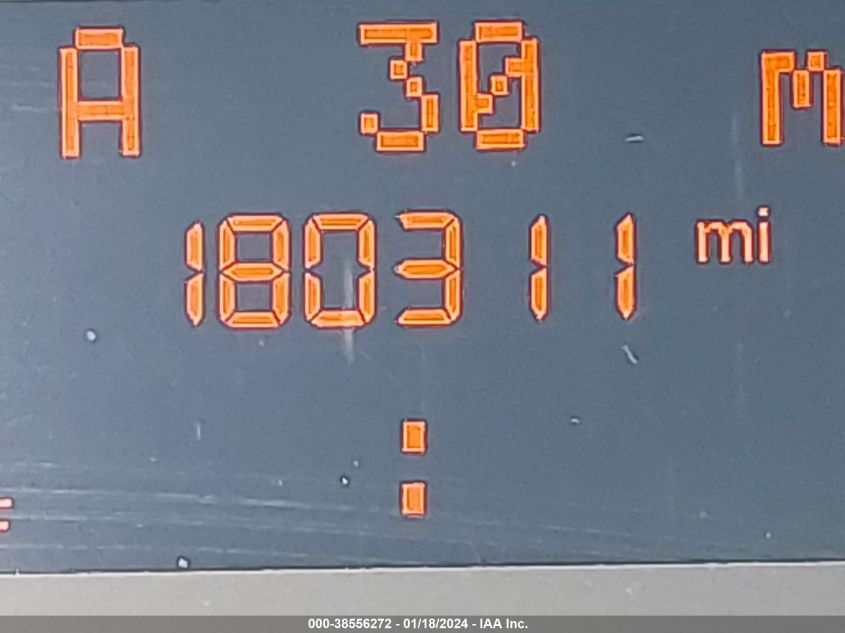 A 30 M
180311 mi
:
000-38556272 - 01/18/2024 - IAA Inc.